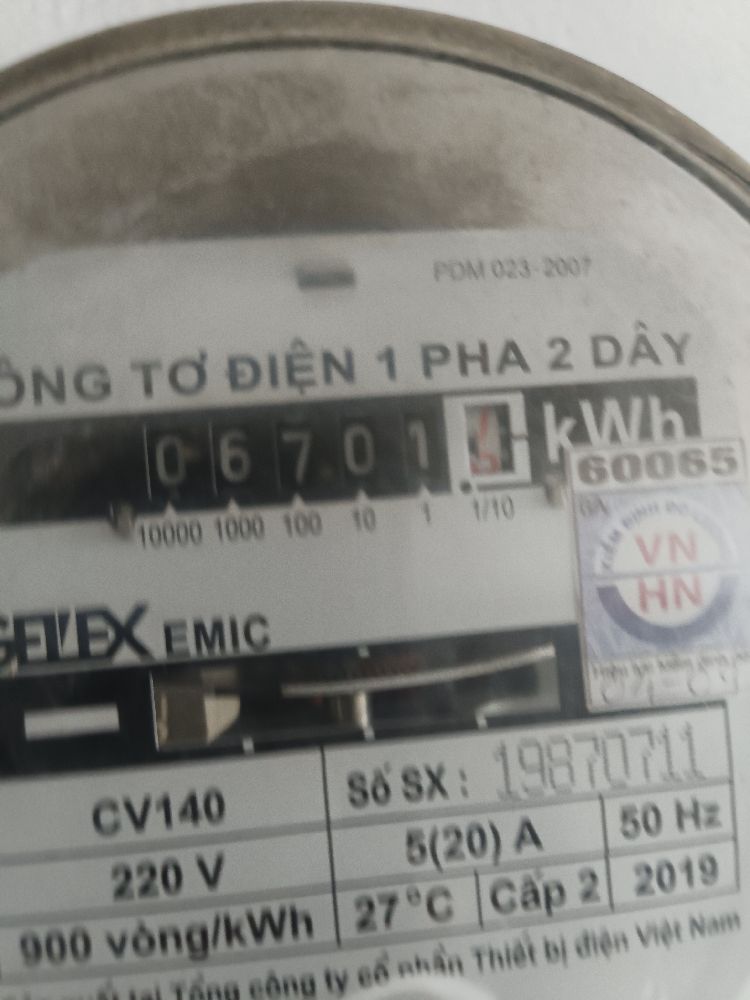 PDM 023-2007
ÔNG TƠ ĐIỆN 1 PHA 2 DÂY
0 6 7 0 1 kWh
10000 1000 100 10 1 1/10
60065
VN
HN
GELEX EMIC
CV140
Số SX : 19870711
220 V
5(20) A
50 Hz
900 vòng/kWh
27°C
Cấp 2
2019
Tổng công ty cổ phần Thiết bị điện Việt Nam